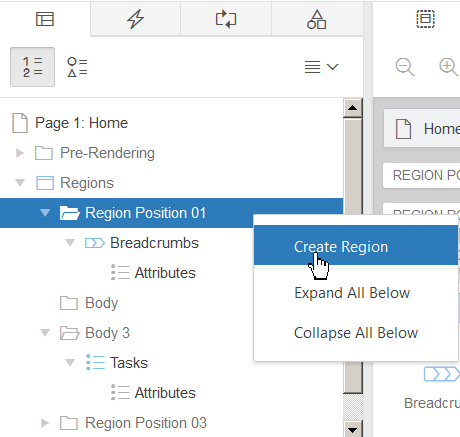 Page 1: Home
Home
Pre-Rendering
REGION PO
Regions
Region Position 01
REGION PO
Breadcrumbs
Create Region
Attributes
Expand All Below
Body
Body 3
Collapse All Below
Tasks
Attributes
Breadcru
Region Position 03